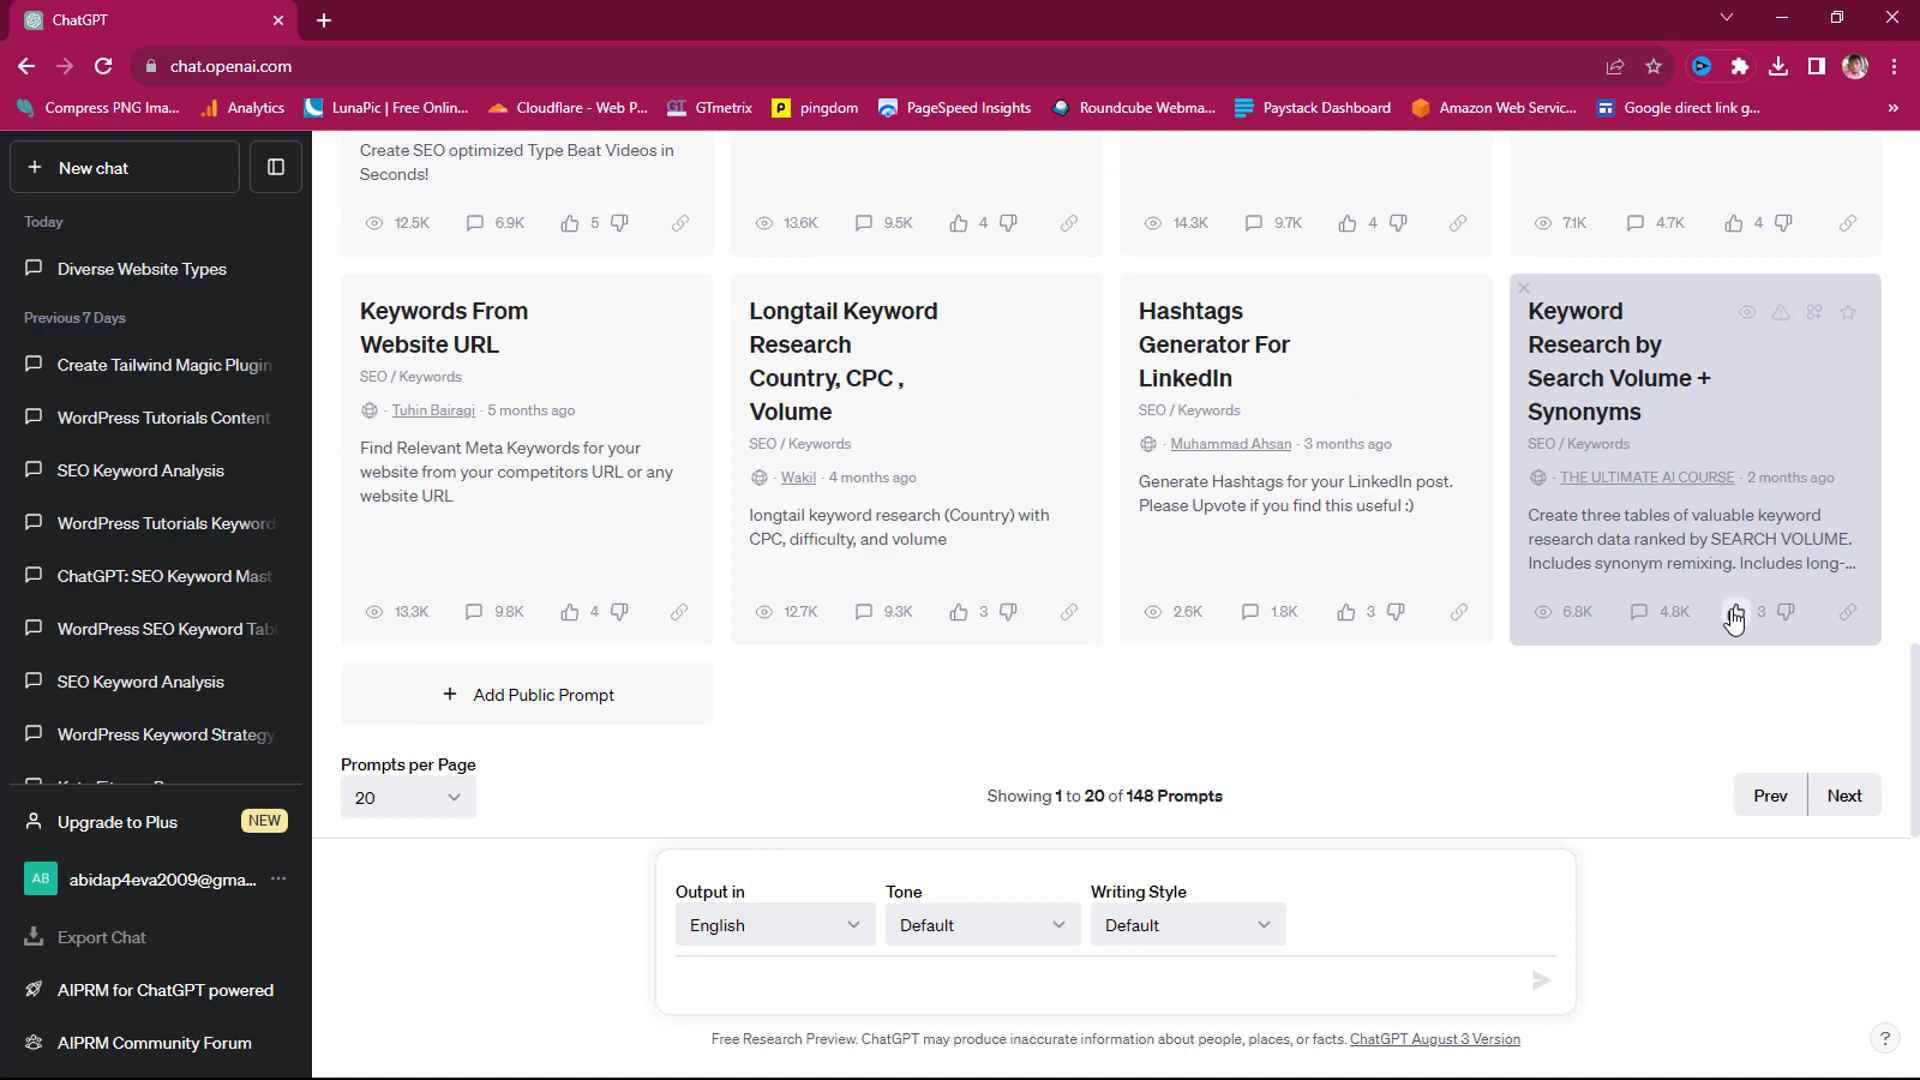 ChatGPT
chat.openai.com
Compress PNG Ima...
Analytics
LunaPic | Free Onlin...
Cloudflare - Web P...
GTmetrix
pingdom
PageSpeed Insights
Roundcube Webma...
Paystack Dashboard
Amazon Web Servic...
Google direct link g...
New chat
Today
Diverse Website Types
Previous 7 Days
Create Tailwind Magic Plugin
WordPress Tutorials Content
SEO Keyword Analysis
WordPress Tutorials Keyword
ChatGPT: SEO Keyword Mast
WordPress SEO Keyword Tab
SEO Keyword Analysis
WordPress Keyword Strategy
Upgrade to Plus
NEW
AB
abidap4eva2009@gma...
Export Chat
AIPRM for ChatGPT powered
AIPRM Community Forum
Create SEO optimized Type Beat Videos in
Seconds!
12.5K 6.9K 5
13.6K 9.5K 4
14.3K 9.7K 4
7.1K 4.7K 4
Keywords From
Website URL
SEO / Keywords
· Tuhin Bairagi · 5 months ago
Find Relevant Meta Keywords for your
website from your competitors URL or any
website URL
13.3K 9.8K 4
Longtail Keyword
Research
Country, CPC ,
Volume
SEO / Keywords
· Wakil · 4 months ago
longtail keyword research (Country) with
CPC, difficulty, and volume
12.7K 9.3K 3
Hashtags
Generator For
LinkedIn
SEO / Keywords
· Muhammad Ahsan · 3 months ago
Generate Hashtags for your LinkedIn post.
Please Upvote if you find this useful :)
2.6K 1.8K 3
Keyword
Research by
Search Volume +
Synonyms
SEO / Keywords
· THE ULTIMATE AI COURSE · 2 months ago
Create three tables of valuable keyword
research data ranked by SEARCH VOLUME.
Includes synonym remixing. Includes long-...
6.8K 4.8K 3
+ Add Public Prompt
Prompts per Page
20
Showing 1 to 20 of 148 Prompts
Prev
Next
Output in
English
Tone
Default
Writing Style
Default
Free Research Preview. ChatGPT may produce inaccurate information about people, places, or facts. ChatGPT August 3 Version
?